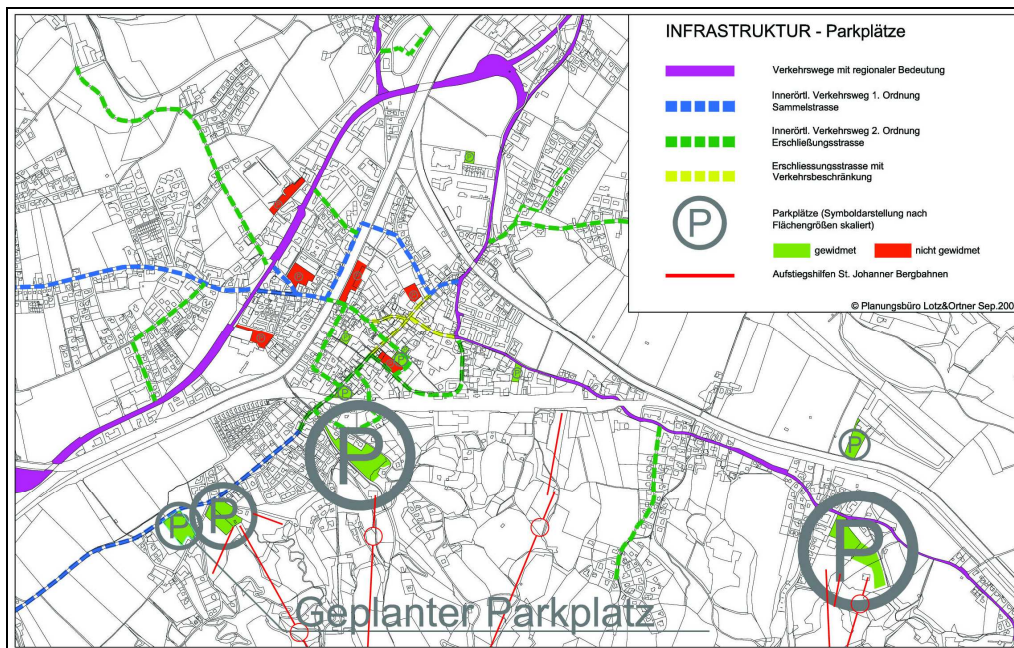 INFRASTRUKTUR - Parkplätze
Verkehrswege mit regionaler Bedeutung
Innerörtl. Verkehrsweg 1. Ordnung
Sammelstrasse
Innerörtl. Verkehrsweg 2. Ordnung
Erschließungsstrasse
Erschliessungsstrasse mit
Verkehrsbeschränkung
P
Parkplätze (Symboldarstellung nach
Flächengrößen skaliert)
gewidmet
nicht gewidmet
Aufstiegshilfen St. Johanner Bergbahnen
© Planungsbüro Lotz&Ortner Sep.200
P
P
P
P
P
Geplanter Parkplatz